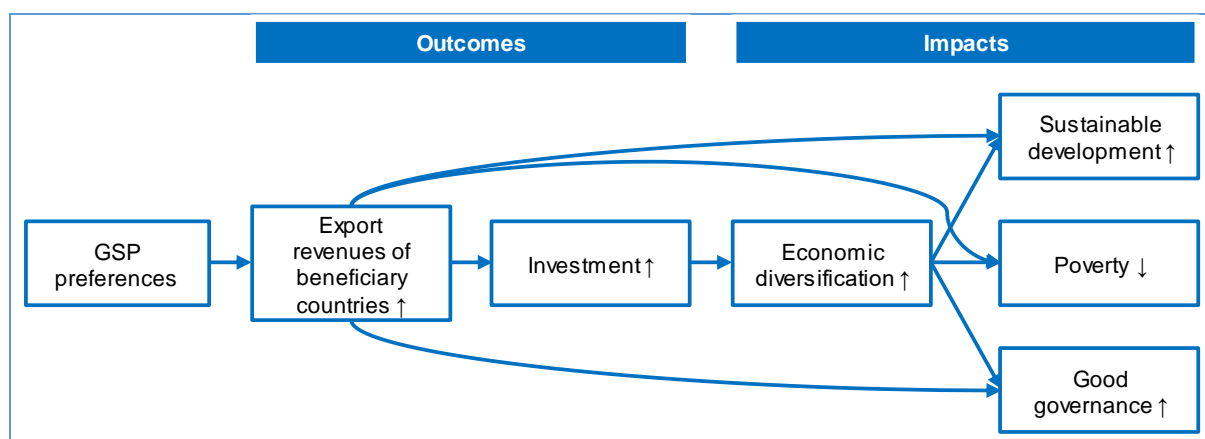 Outcomes
Impacts
GSP
preferences
Export
revenues of
beneficiary
countries ↑
Investment ↑
Economic
diversification ↑
Sustainable
development ↑
Poverty ↓
Good
governance ↑